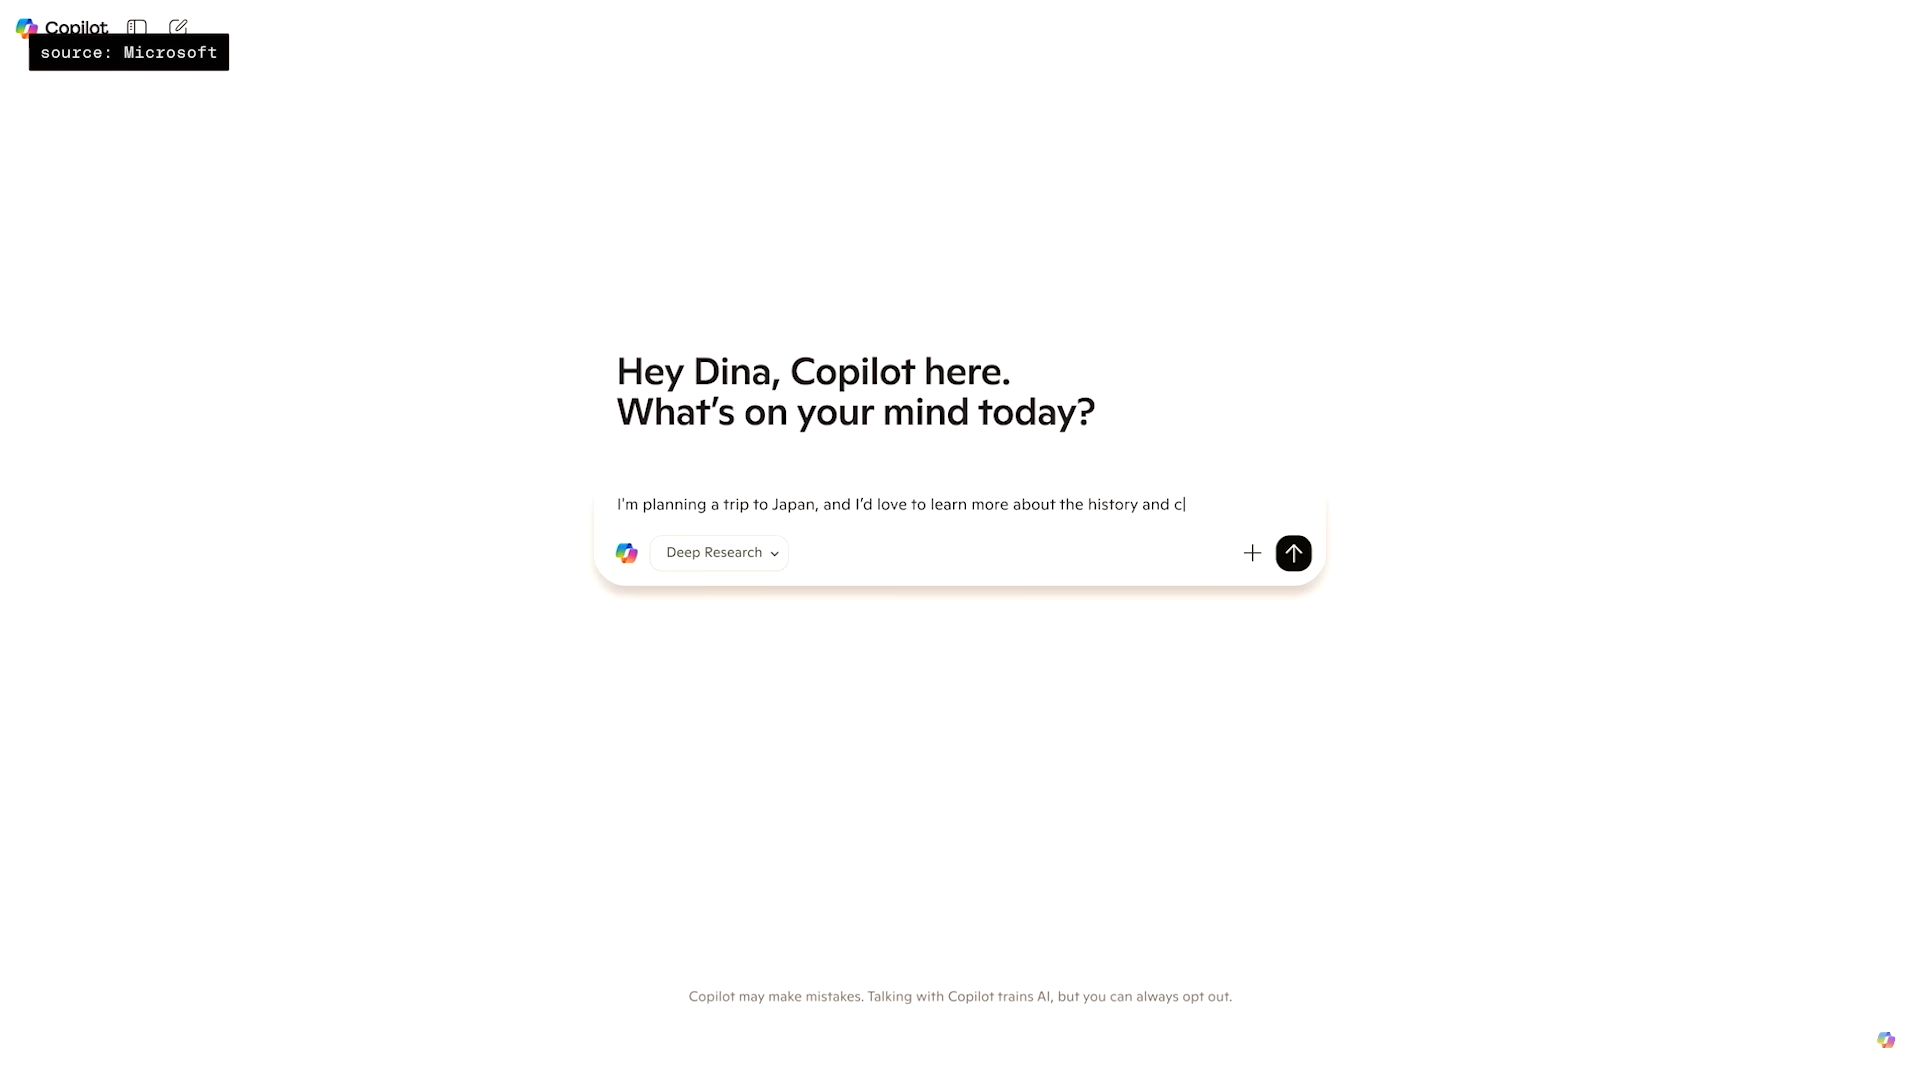 Copilot
source: Microsoft
Hey Dina, Copilot here.
What’s on your mind today?
I'm planning a trip to Japan, and I’d love to learn more about the history and c
Deep Research
Copilot may make mistakes. Talking with Copilot trains AI, but you can always opt out.